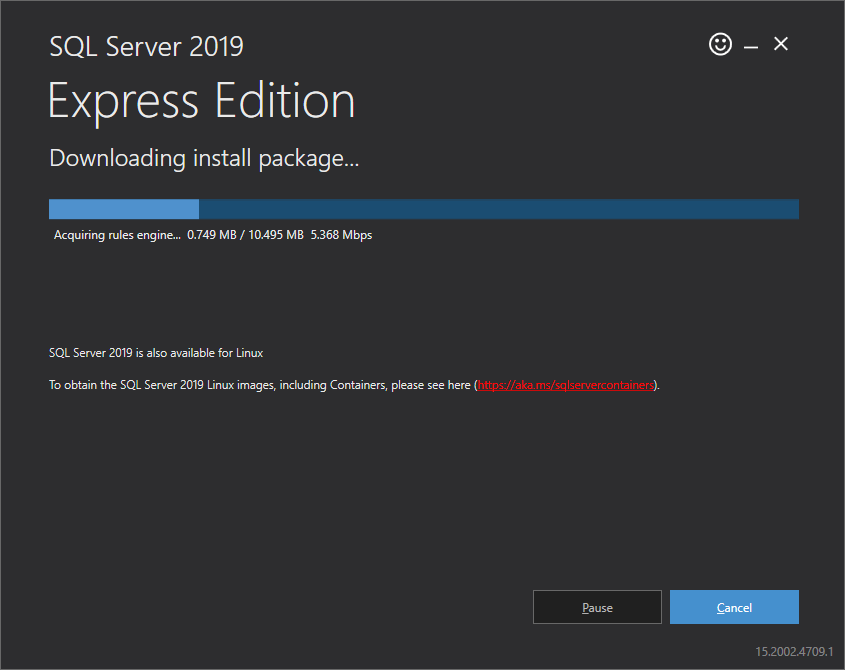 SQL Server 2019
Express Edition
Downloading install package...
Acquiring rules engine... 0.749 MB / 10.495 MB 5.368 Mbps
SQL Server 2019 is also available for Linux
To obtain the SQL Server 2019 Linux images, including Containers, please see here (https://aka.ms/sqlservercontainers).
Pause
Cancel
15.2002.4709.1